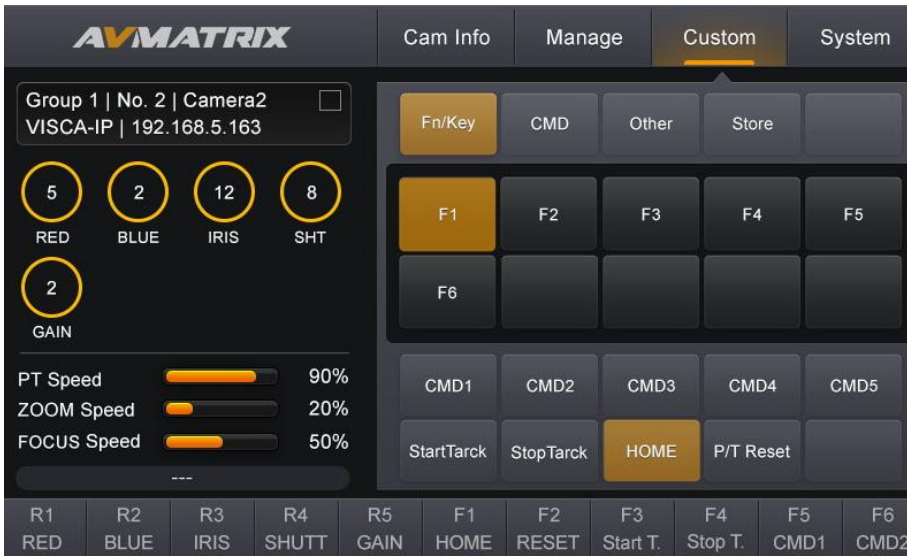 AVMATRIX
Cam Info Manage Custom System
Group 1 | No. 2 | Camera2
VISCA-IP | 192.168.5.163
5 2 12 8
RED BLUE IRIS SHT
2
GAIN
PT Speed 90%
ZOOM Speed 20%
FOCUS Speed 50%
---
Fn/Key CMD Other Store
F1 F2 F3 F4 F5
F6
CMD1 CMD2 CMD3 CMD4 CMD5
StartTarck StopTarck HOME P/T Reset
R1 R2 R3 R4 R5 F1 F2 F3 F4 F5 F6
RED BLUE IRIS SHUTT GAIN HOME RESET Start T. Stop T. CMD1 CMD2